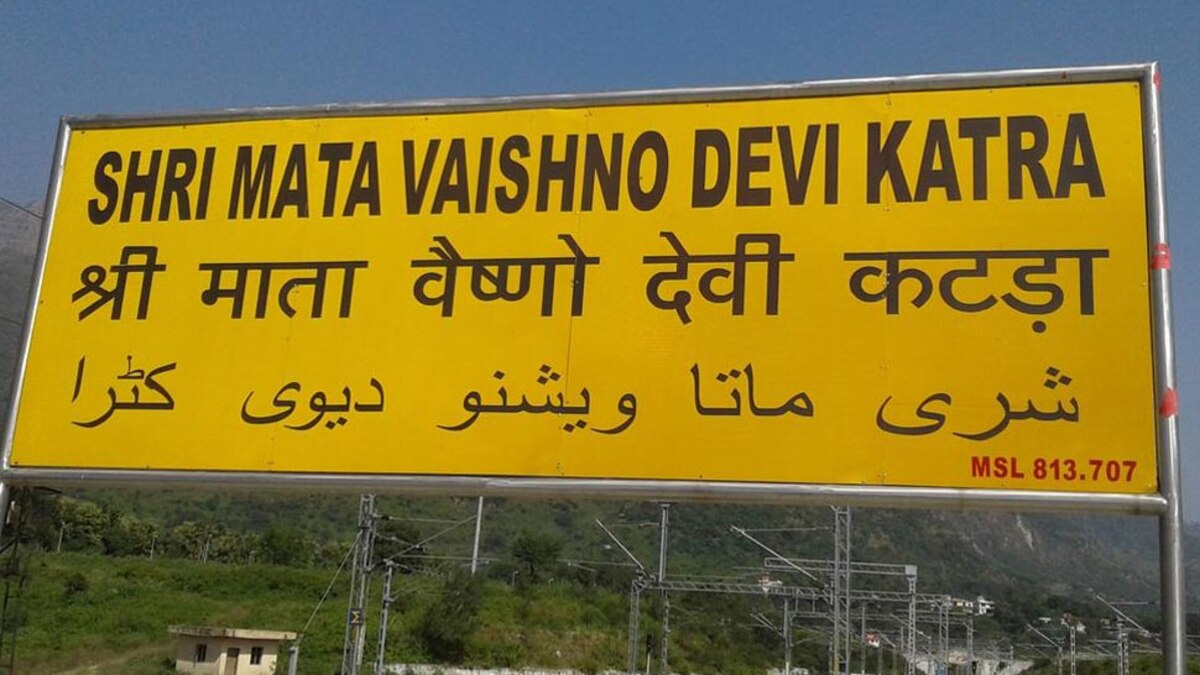 SHRI MATA VAISHNO DEVI KATRA
श्री माता वैष्णो देवी कटड़ा
شری ماتا ویشنو دیوی کٹرا
MSL 813.707